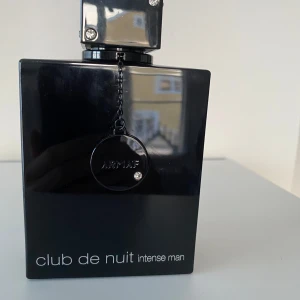 ARMAF
club de nuit intense man